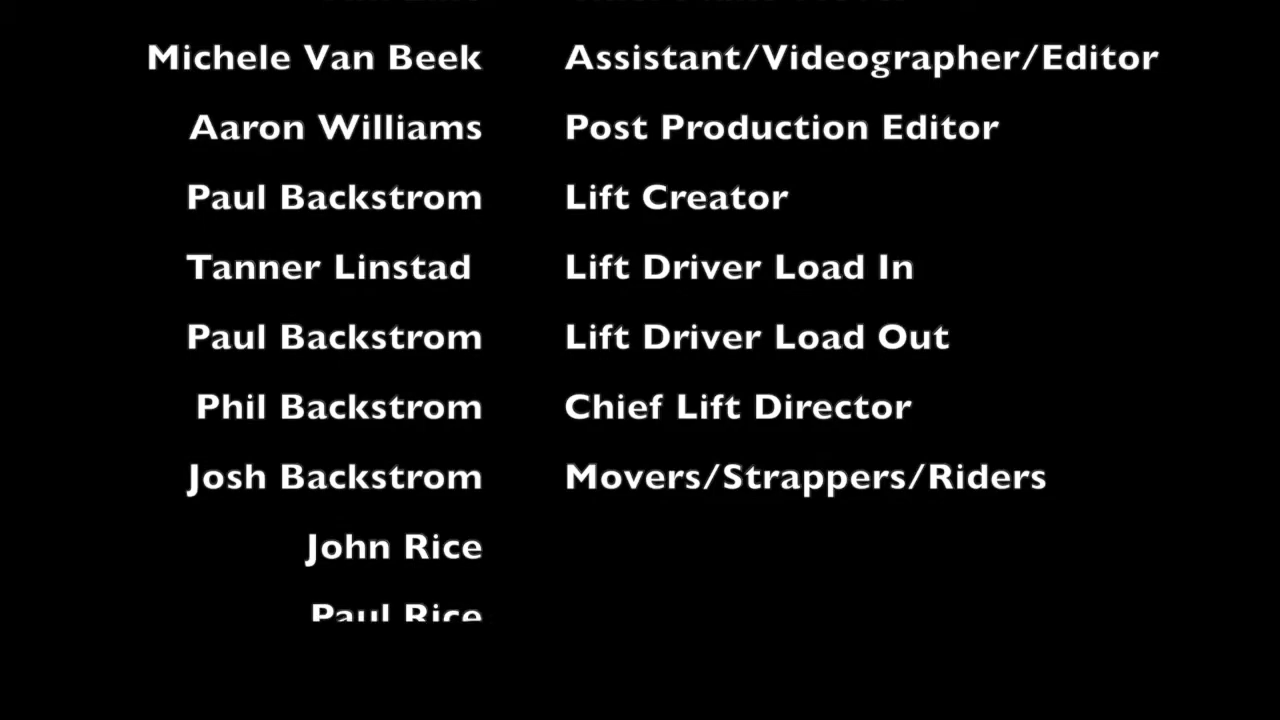 Michele Van Beek Assistant/Videographer/Editor
Aaron Williams Post Production Editor
Paul Backstrom Lift Creator
Tanner Linstad Lift Driver Load In
Paul Backstrom Lift Driver Load Out
Phil Backstrom Chief Lift Director
Josh Backstrom Movers/Strappers/Riders
John Rice
Paul Rice